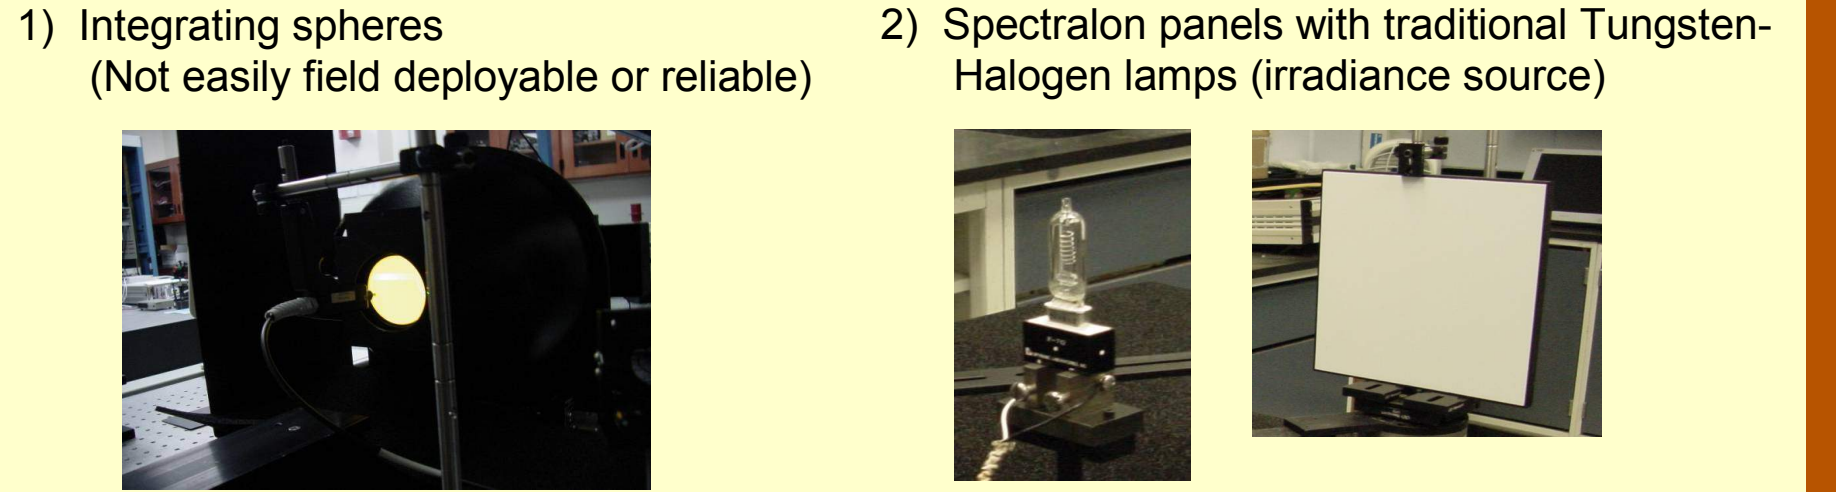 1) Integrating spheres
(Not easily field deployable or reliable)
2) Spectralon panels with traditional Tungsten-
Halogen lamps (irradiance source)